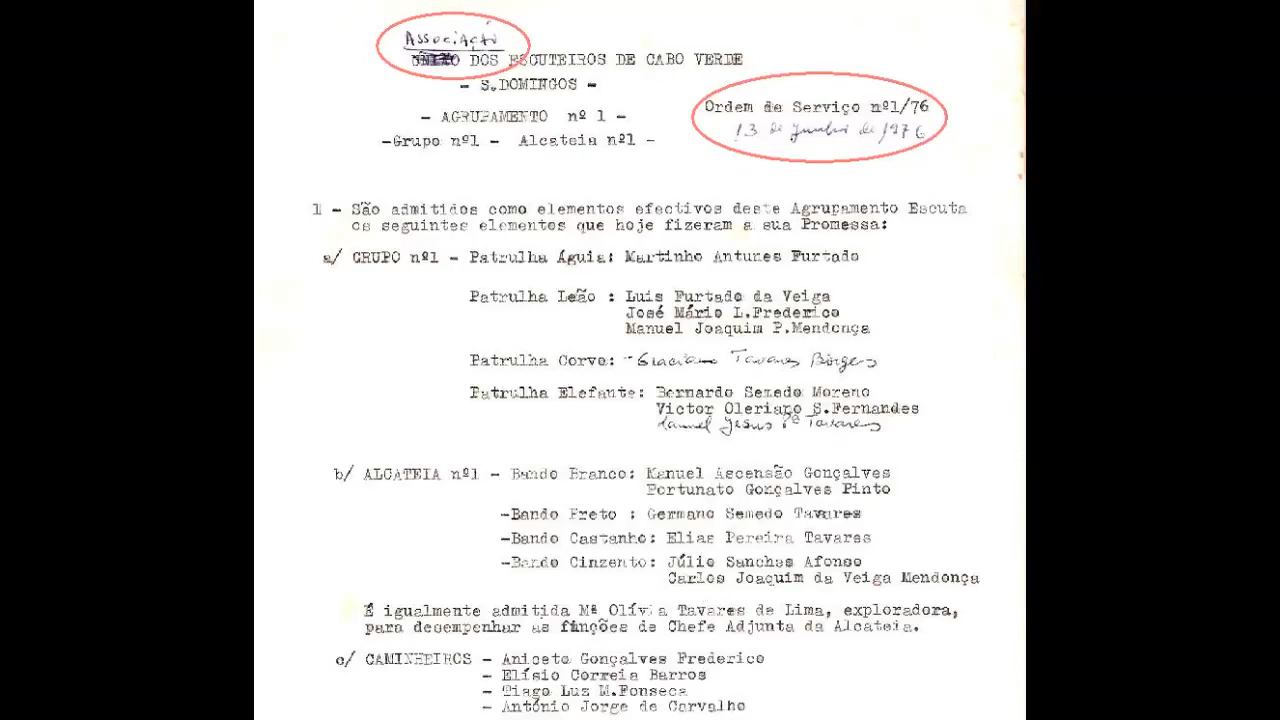 Associação
UNIÃO DOS ESCUTEIROS DE CABO VERDE
- S.DOMINGOS -
- AGRUPAMENTO nº 1 -
-Grupo nº1 - Alcateia nº1 -
Ordem de Serviço nº1/76
13 de Junho de 1976
1 - São admitidos como elementos efectivos deste Agrupamento Escuta
os seguintes elementos que hoje fizeram a sua Promessa:
a/ GRUPO nº1 - Patrulha Águia: Martinho Antunes Furtado
Patrulha Leão : Luis Furtado da Veiga
José Mário L.Frederico
Manuel Joaquim P.Mendonça
Patrulha Corvo: - Graciano Tavares Borges
Patrulha Elefante: Bernardo Semedo Moreno
Victor Oleriano S.Fernandes
Manuel Jesus Pª Tavares
b/ ALCATEIA nº1 - Bando Branco: Manuel Ascensão Gonçalves
Fortunato Gonçalves Pinto
-Bando Preto : Germano Semedo Tavares
-Bando Castanho: Elias Pereira Tavares
-Bando Cinzento: Júlio Sanches Afonso
Carlos Joaquim da Veiga Mendonça
É igualmente admitida Mª Olívia Tavares de Lima, exploradora,
para desempenhar as funções de Chefe Adjunta da Alcateia.
c/ CAMINHEIROS - Aniceto Gonçalves Frederico
- Elísio Correia Barros
- Tiago Luz M.Fonseca
- António Jorge de Carvalho